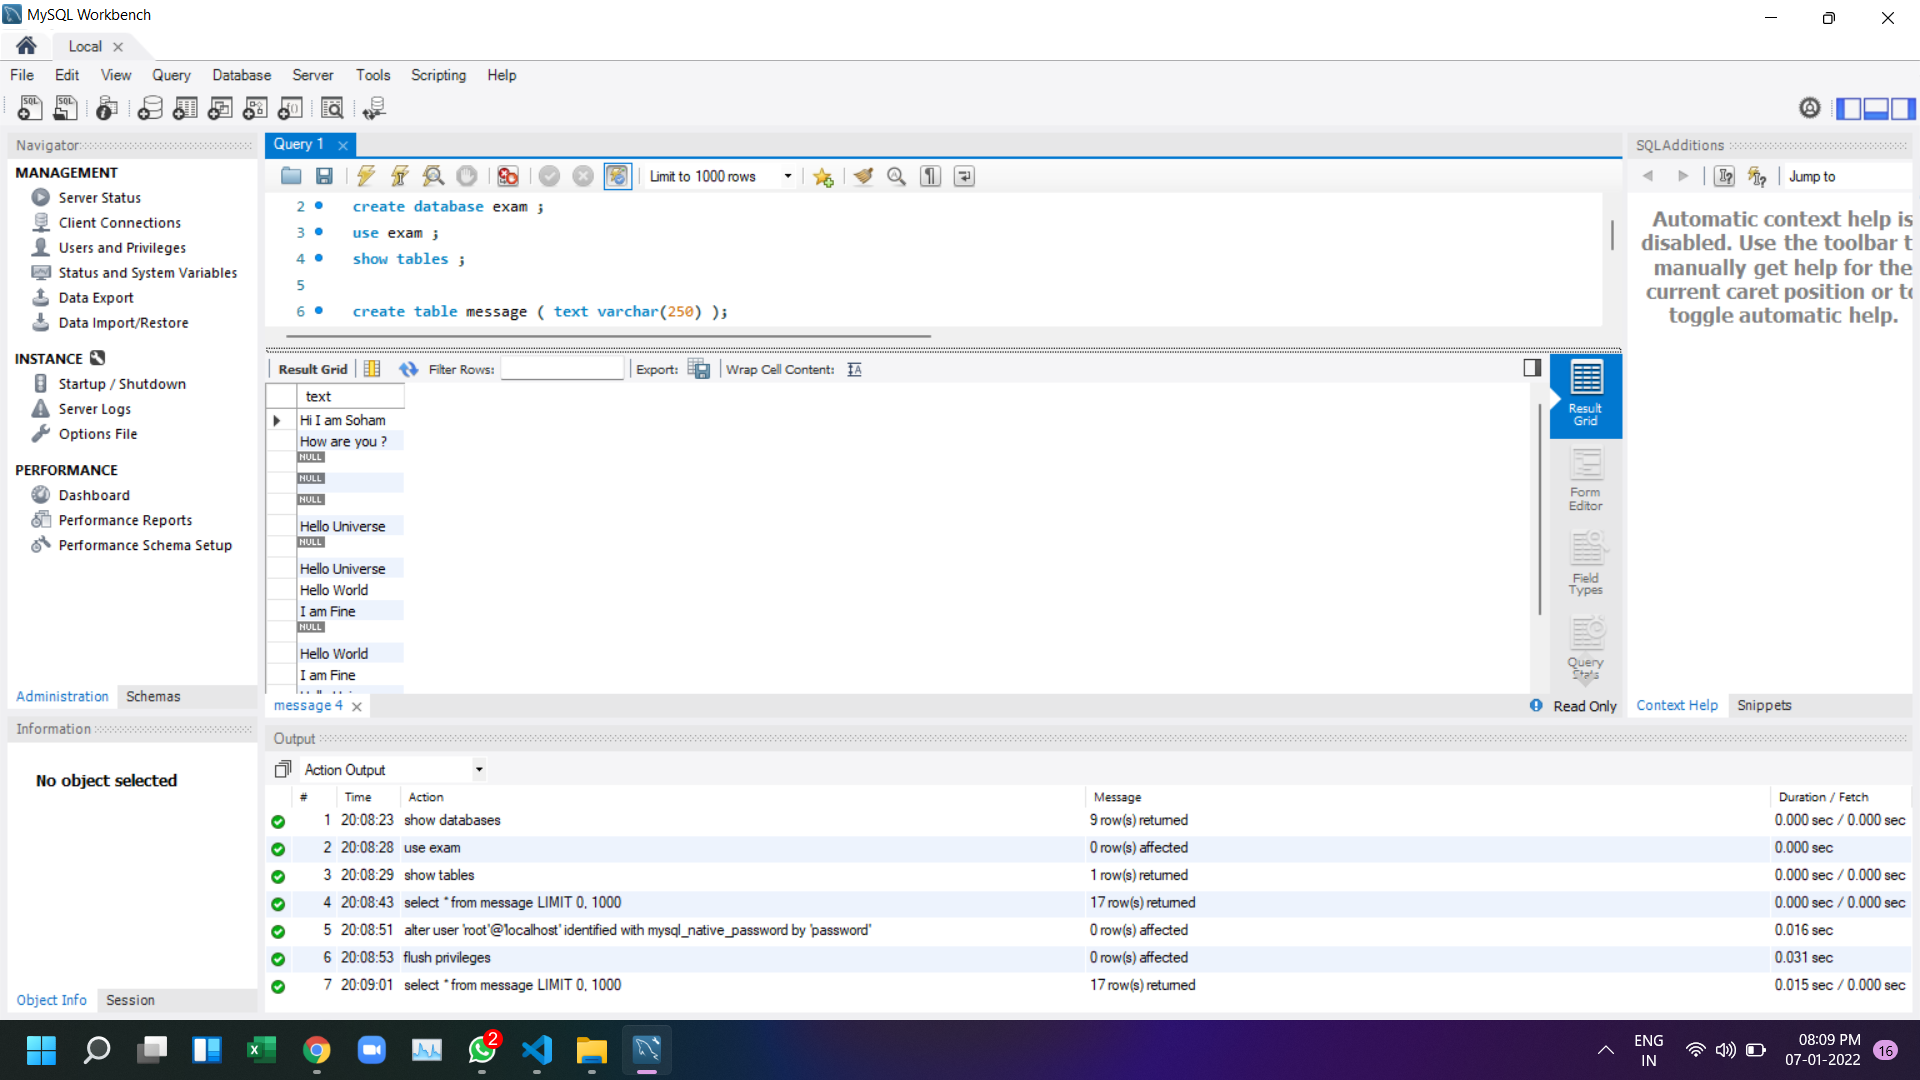 MySQL Workbench
Local
File Edit View Query Database Server Tools Scripting Help
Navigator
MANAGEMENT
Server Status
Client Connections
Users and Privileges
Status and System Variables
Data Export
Data Import/Restore
INSTANCE
Startup / Shutdown
Server Logs
Options File
PERFORMANCE
Dashboard
Performance Reports
Performance Schema Setup
Administration Schemas
Information
No object selected
Object Info Session
Query 1
Limit to 1000 rows
2 create database exam ;
3 use exam ;
4 show tables ;
5
6 create table message ( text varchar(250) );
Result Grid Filter Rows: Export: Wrap Cell Content:
text
Hi I am Soham
How are you ?
NULL
NULL
NULL
Hello Universe
NULL
Hello Universe
Hello World
I am Fine
NULL
Hello World
I am Fine
Result
Grid
Form
Editor
Field
Types
Query
Stats
message 4
Read Only
SQLAdditions
Jump to
Automatic context help is
disabled. Use the toolbar t
manually get help for the
current caret position or to
toggle automatic help.
Context Help Snippets
Output
Action Output
# Time Action Message Duration / Fetch
1 20:08:23 show databases 9 row(s) returned 0.000 sec / 0.000 sec
2 20:08:28 use exam 0 row(s) affected 0.000 sec
3 20:08:29 show tables 1 row(s) returned 0.000 sec / 0.000 sec
4 20:08:43 select * from message LIMIT 0, 1000 17 row(s) returned 0.000 sec / 0.000 sec
5 20:08:51 alter user 'root'@'localhost' identified with mysql_native_password by 'password' 0 row(s) affected 0.016 sec
6 20:08:53 flush privileges 0 row(s) affected 0.031 sec
7 20:09:01 select * from message LIMIT 0, 1000 17 row(s) returned 0.015 sec / 0.000 sec
2
ENG
IN
08:09 PM
07-01-2022
16